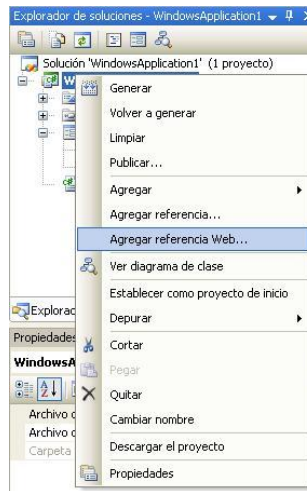 Explorador de soluciones - WindowsApplication1
Solución 'WindowsApplication1' (1 proyecto)
W
Generar
Volver a generar
Limpiar
Publicar...
Agregar
Agregar referencia...
Agregar referencia Web...
Ver diagrama de clase
Establecer como proyecto de inicio
Explorac
Depurar
Propiedades
Cortar
WindowsA
Pegar
Quitar
Archivo d
Cambiar nombre
Archivo d
Descargar el proyecto
Carpeta
Propiedades